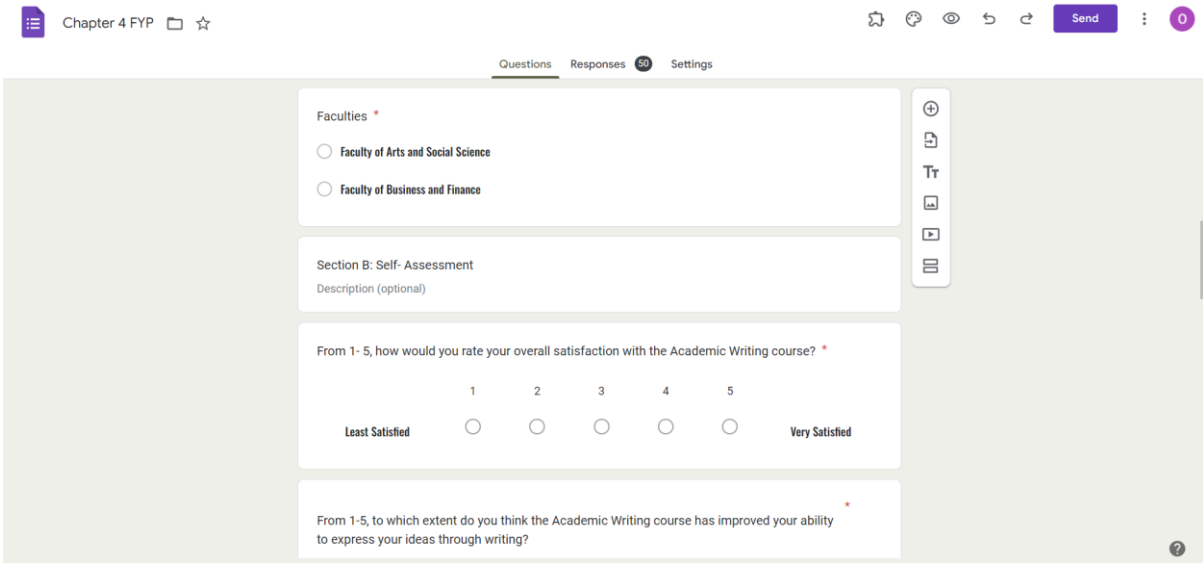 Chapter 4 FYP
Send
O
Questions Responses 50 Settings
Faculties *
Faculty of Arts and Social Science
Faculty of Business and Finance
Tт
Section B: Self- Assessment
Description (optional)
From 1- 5, how would you rate your overall satisfaction with the Academic Writing course? *
1 2 3 4 5
Least Satisfied Very Satisfied
*
From 1-5, to which extent do you think the Academic Writing course has improved your ability
to express your ideas through writing?
?